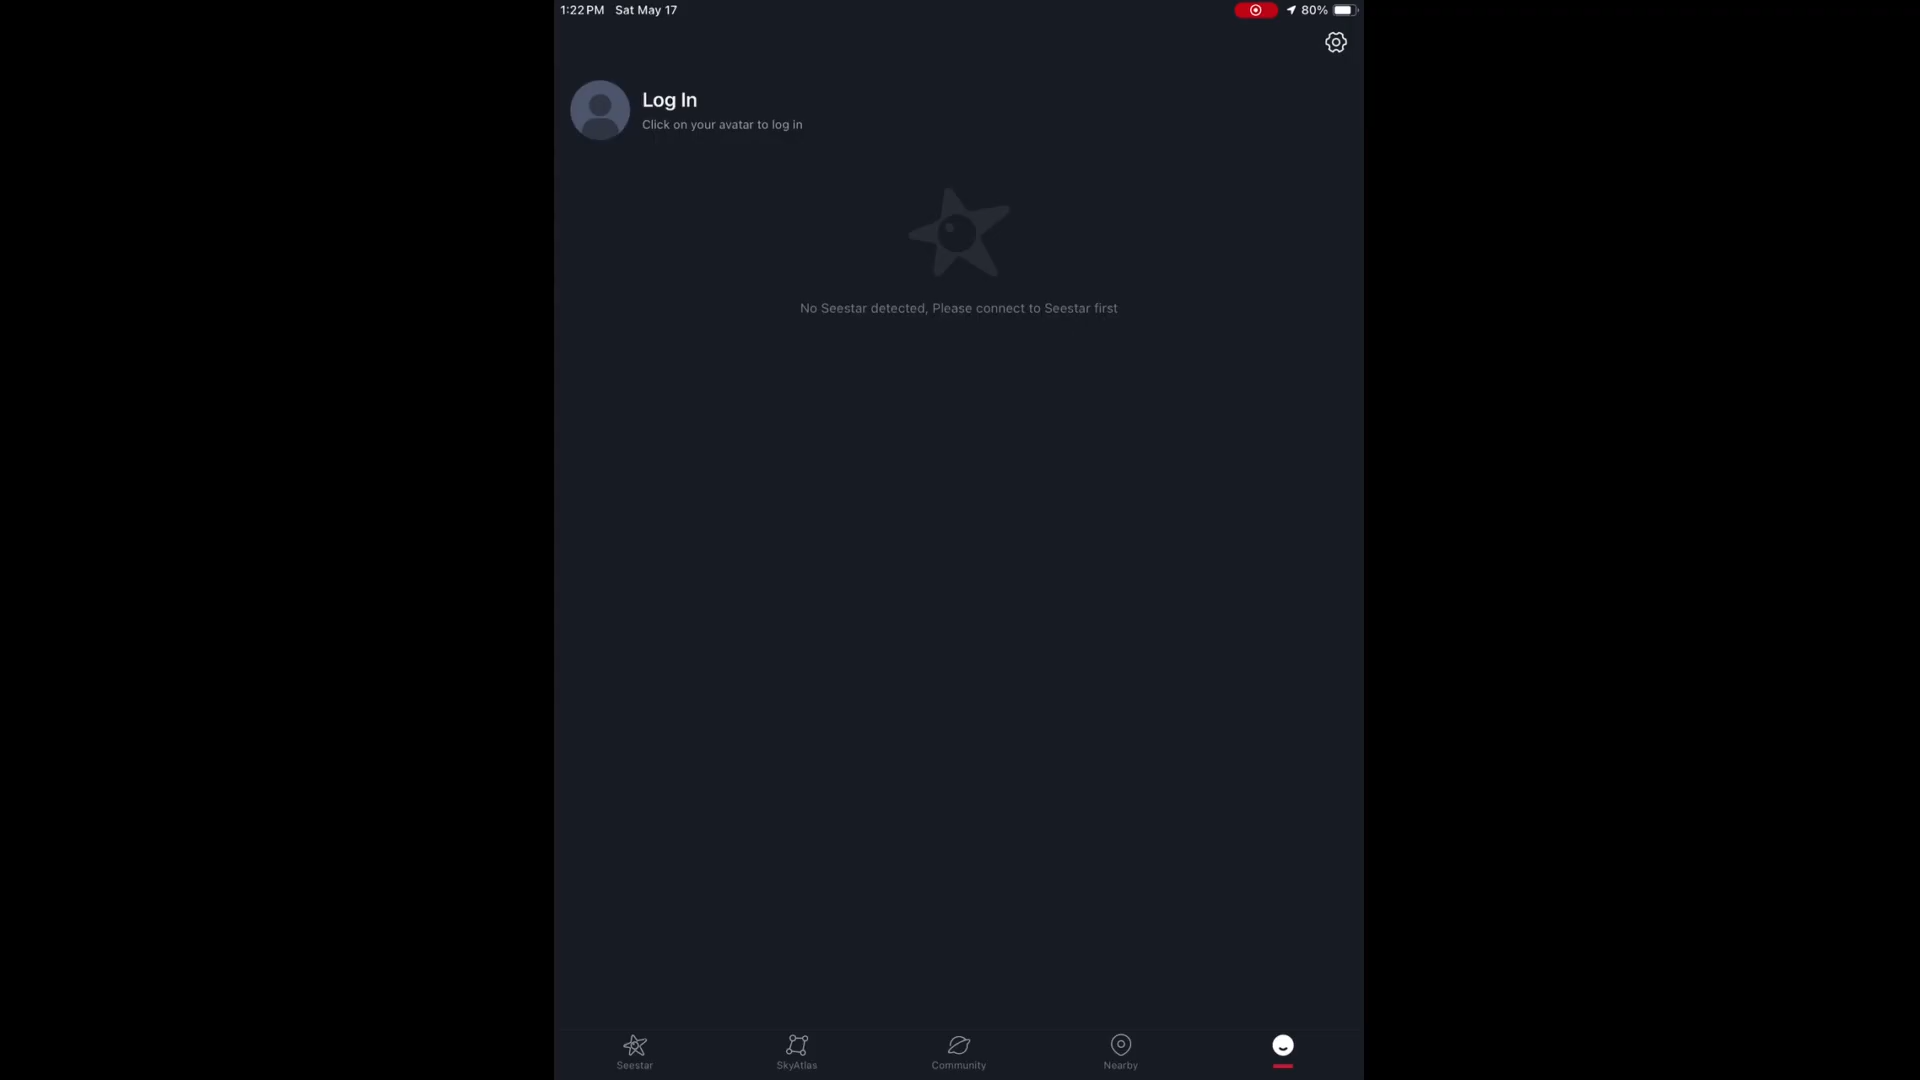 1:22 PM Sat May 17
80%
Log In
Click on your avatar to log in
No Seestar detected, Please connect to Seestar first
Seestar
SkyAtlas
Community
Nearby